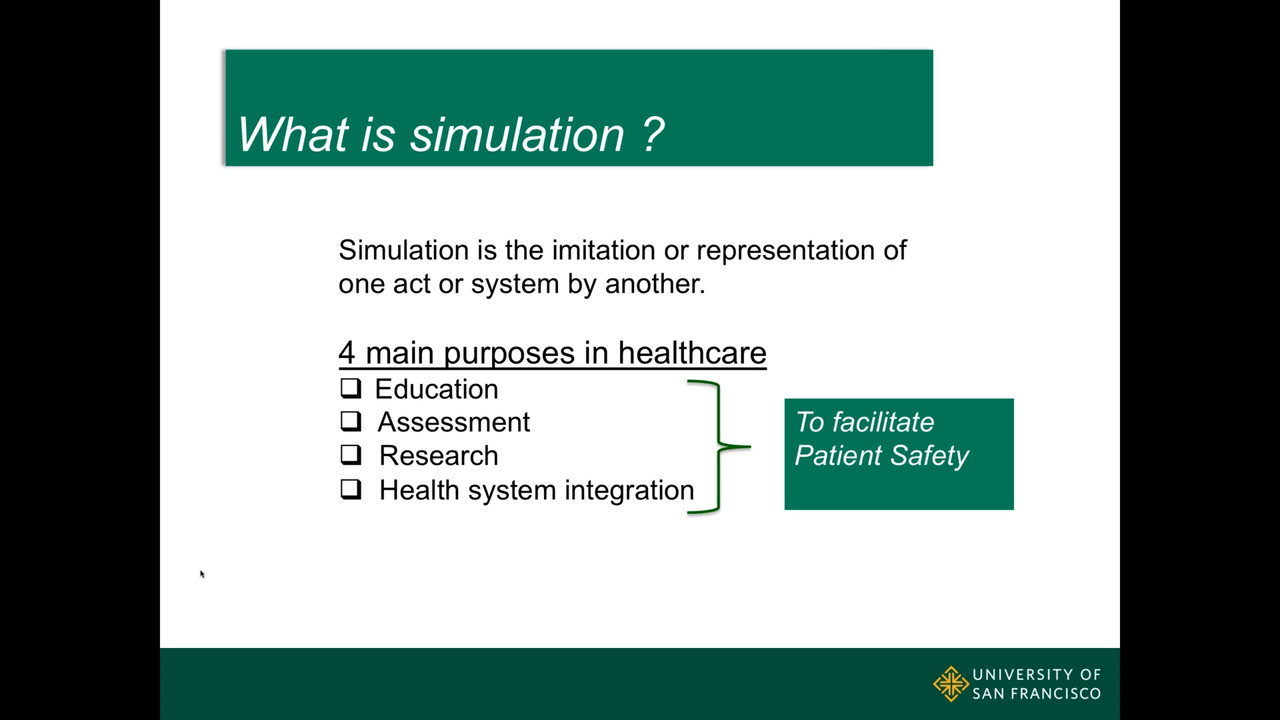 What is simulation ?
Simulation is the imitation or representation of
one act or system by another.
4 main purposes in healthcare
Education
Assessment
Research
Health system integration
To facilitate
Patient Safety
UNIVERSITY OF
SAN FRANCISCO